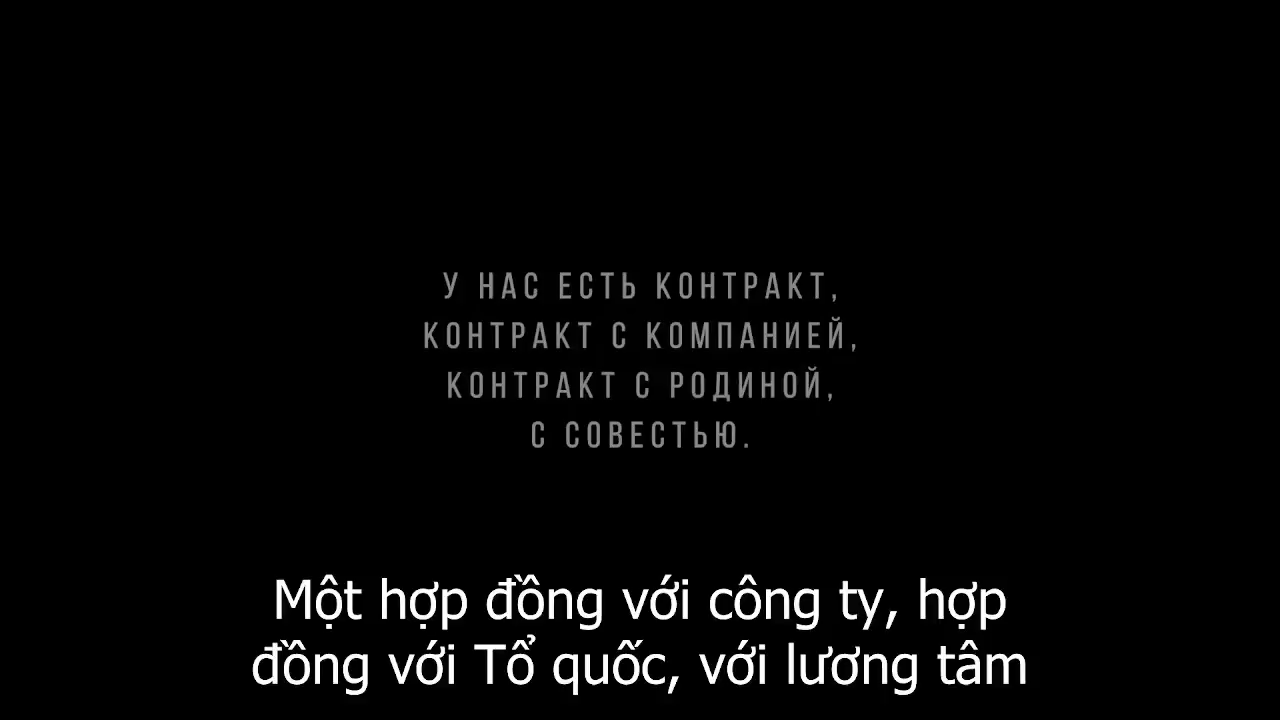 У НАС ЕСТЬ КОНТРАКТ,
КОНТРАКТ С КОМПАНИЕЙ,
КОНТРАКТ С РОДИНОЙ,
С СОВЕСТЬЮ.
Một hợp đồng với công ty, hợp
đồng với Tổ quốc, với lương tâm